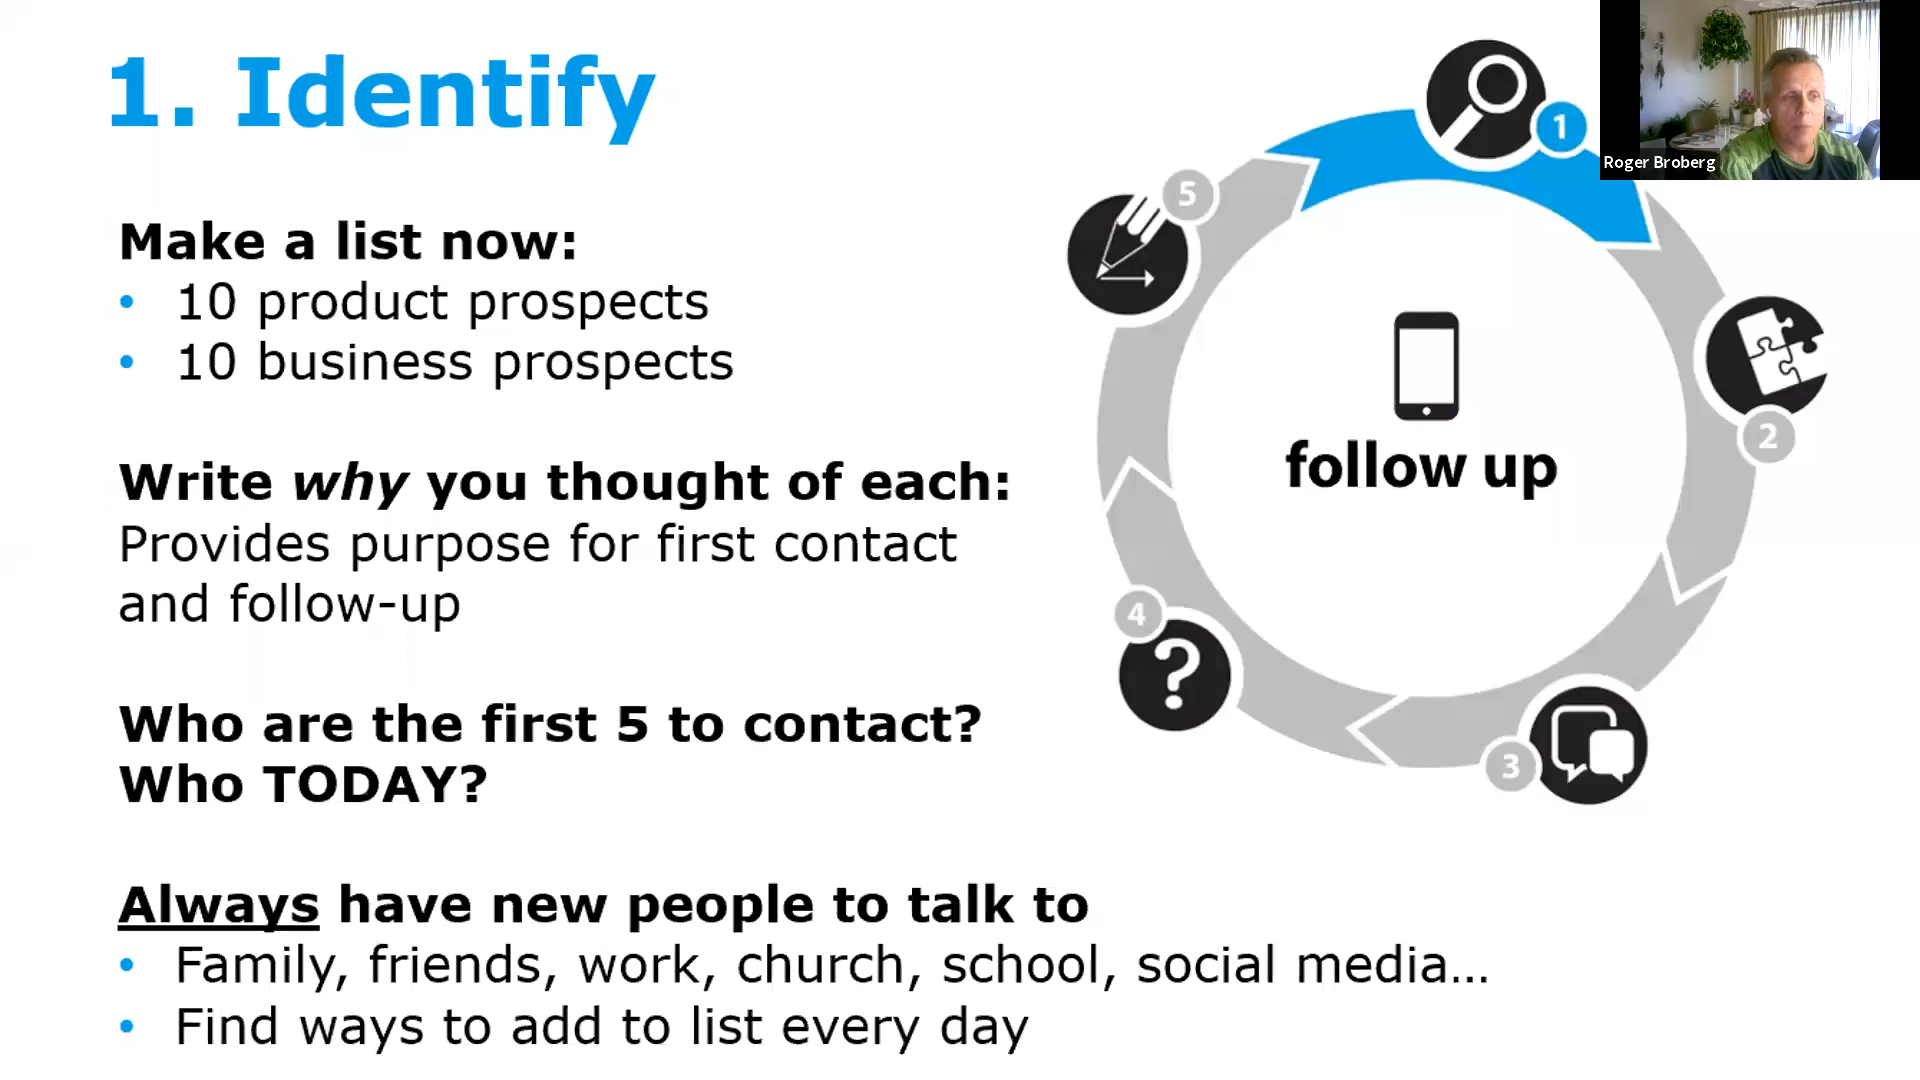 1. Identify
Make a list now:
• 10 product prospects
• 10 business prospects
Write why you thought of each:
Provides purpose for first contact
and follow-up
Who are the first 5 to contact?
Who TODAY?
Always have new people to talk to
• Family, friends, work, church, school, social media...
• Find ways to add to list every day
1
2
3
4
5
follow up
Roger Broberg